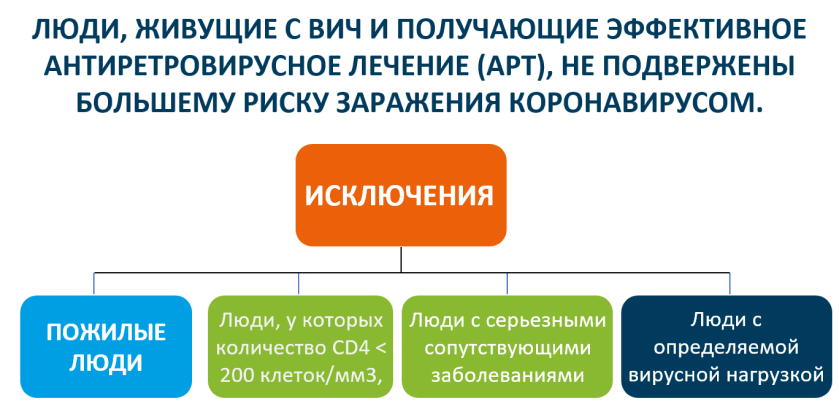 ЛЮДИ, ЖИВУЩИЕ С ВИЧ И ПОЛУЧАЮЩИЕ ЭФФЕКТИВНОЕ
АНТИРЕТРОВИРУСНОЕ ЛЕЧЕНИЕ (АРТ), НЕ ПОДВЕРЖЕНЫ
БОЛЬШЕМУ РИСКУ ЗАРАЖЕНИЯ КОРОНАВИРУСОМ.
ИСКЛЮЧЕНИЯ
ПОЖИЛЫЕ
ЛЮДИ
Люди, у которых
количество CD4 <
200 клеток/мм3,
Люди с серьезными
сопутствующими
заболеваниями
Люди с
определяемой
вирусной нагрузкой